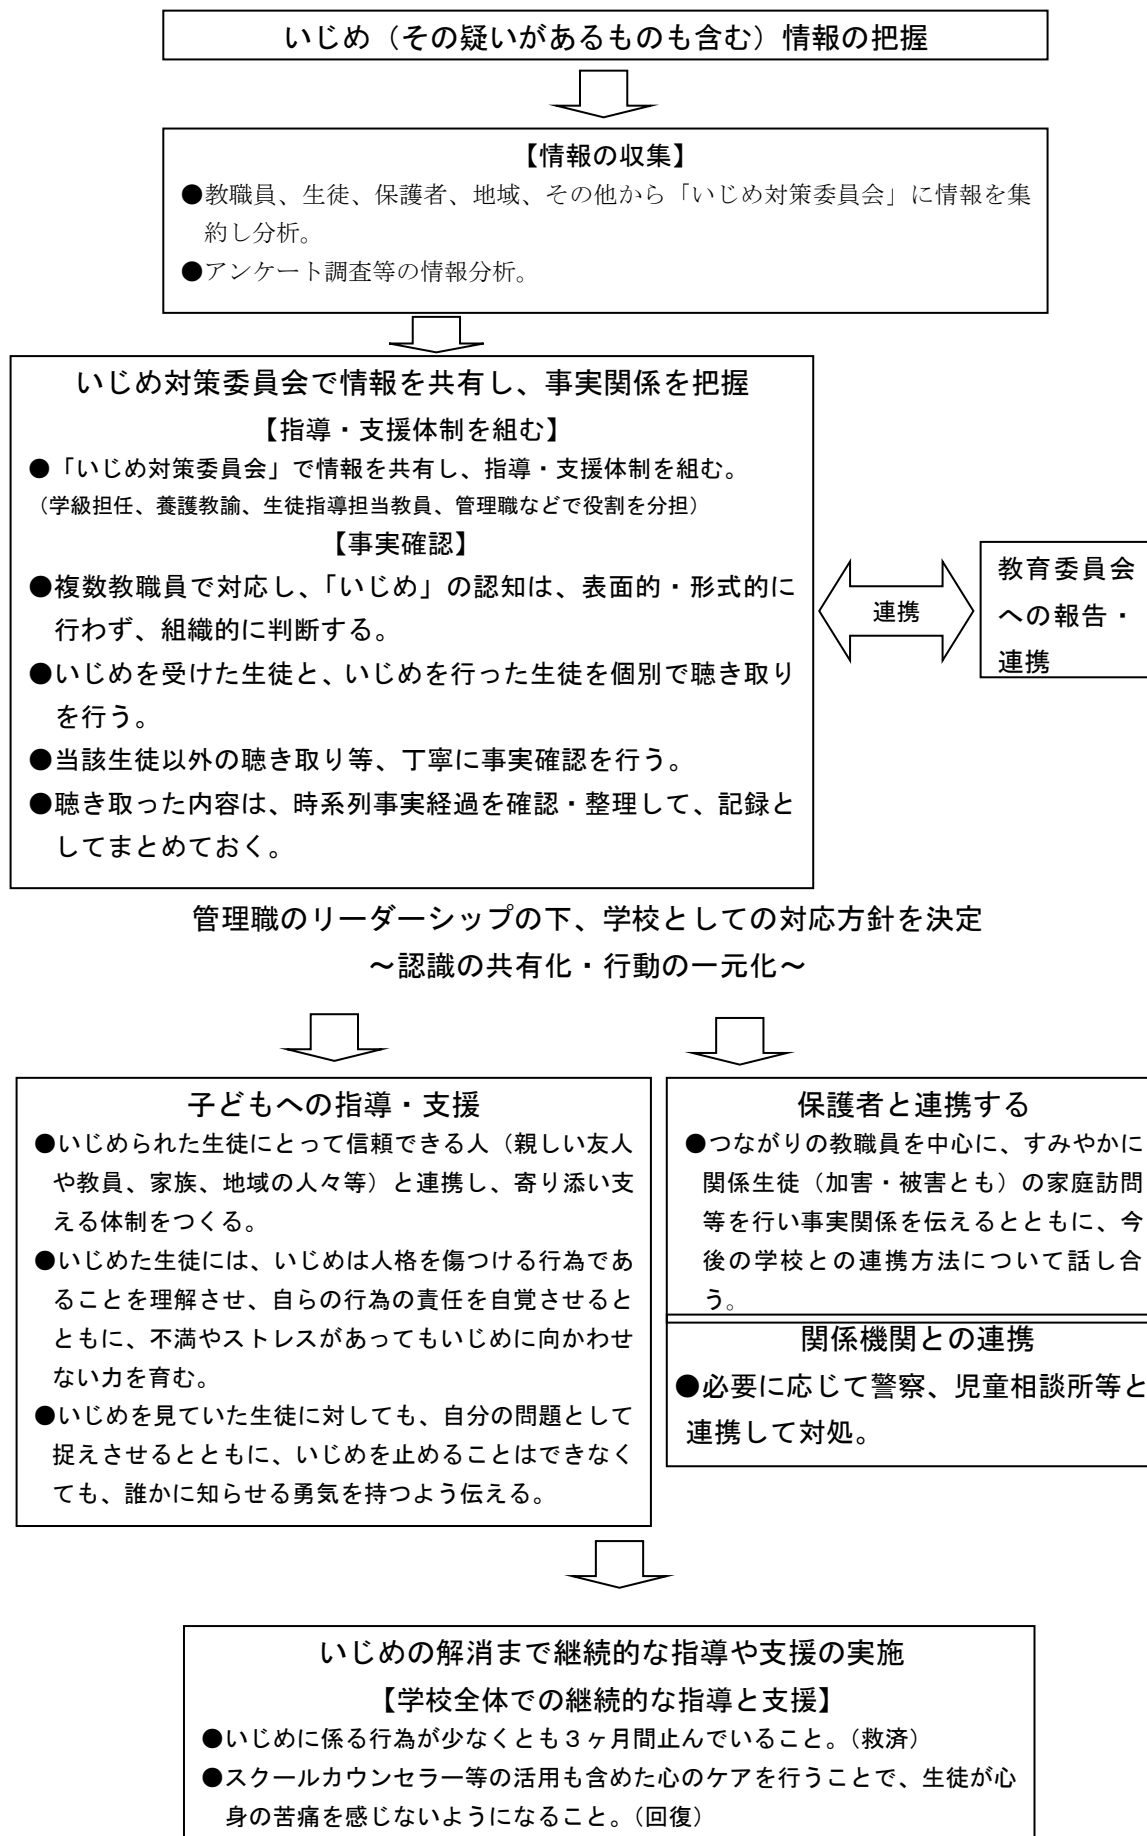 いじめ（その疑いがあるものも含む）情報の把握
【情報の収集】
●教職員、生徒、保護者、地域、その他から「いじめ対策委員会」に情報を集
約し分析。
●アンケート調査等の情報分析。
いじめ対策委員会で情報を共有し、事実関係を把握
【指導・支援体制を組む】
●「いじめ対策委員会」で情報を共有し、指導・支援体制を組む。
（学級担任、養護教諭、生徒指導担当教員、管理職などで役割を分担）
【事実確認】
●複数教職員で対応し、「いじめ」の認知は、表面的・形式的に
行わず、組織的に判断する。
●いじめを受けた生徒と、いじめを行った生徒を個別で聴き取り
を行う。
●当該生徒以外の聴き取り等、丁寧に事実確認を行う。
●聴き取った内容は、時系列事実経過を確認・整理して、記録と
してまとめておく。
連携
教育委員会
への報告・
連携
管理職のリーダーシップの下、学校としての対応方針を決定
～認識の共有化・行動の一元化～
子どもへの指導・支援
●いじめられた生徒にとって信頼できる人（親しい友人
や教員、家族、地域の人々等）と連携し、寄り添い支
える体制をつくる。
●いじめた生徒には、いじめは人格を傷つける行為であ
ることを理解させ、自らの行為の責任を自覚させると
ともに、不満やストレスがあってもいじめに向かわせ
ない力を育む。
●いじめを見ていた生徒に対しても、自分の問題として
捉えさせるとともに、いじめを止めることはできなく
ても、誰かに知らせる勇気を持つよう伝える。
保護者と連携する
●つながりの教職員を中心に、すみやかに
関係生徒（加害・被害とも）の家庭訪問
等を行い事実関係を伝えるとともに、今
後の学校との連携方法について話し合
う。
関係機関との連携
●必要に応じて警察、児童相談所等と
連携して対処。
いじめの解消まで継続的な指導や支援の実施
【学校全体での継続的な指導と支援】
●いじめに係る行為が少なくとも３ヶ月間止んでいること。（救済）
●スクールカウンセラー等の活用も含めた心のケアを行うことで、生徒が心
身の苦痛を感じないようになること。（回復）